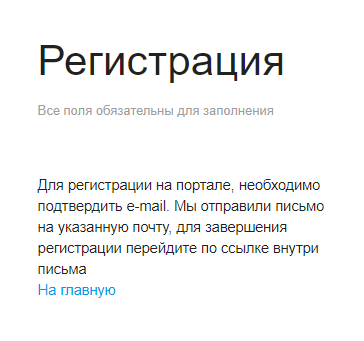 Регистрация
Все поля обязательны для заполнения
Для регистрации на портале, необходимо
подтвердить e-mail. Мы отправили письмо
на указанную почту, для завершения
регистрации перейдите по ссылке внутри
письма
На главную